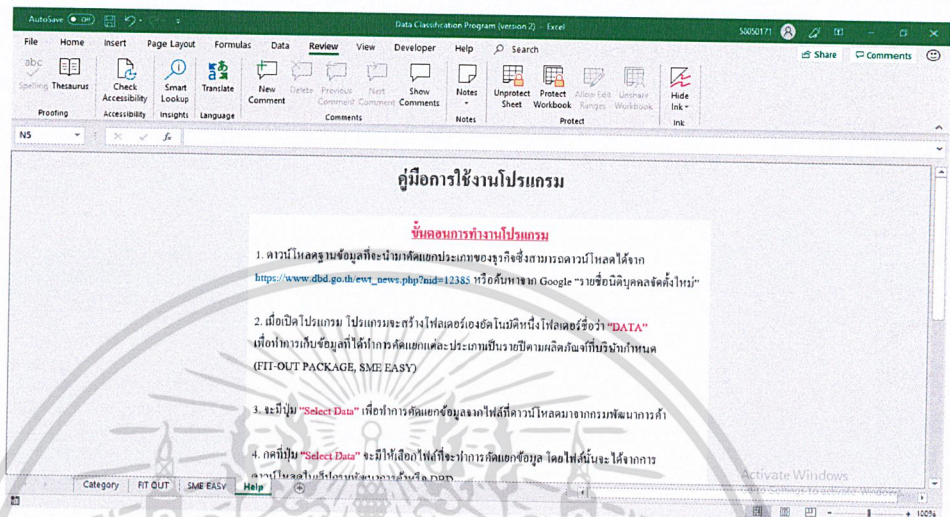 AutoSave Off Data Classification Program (version 2) - Excel S6050171
File Home Insert Page Layout Formulas Data Review View Developer Help Search Share Comments
abc
Spelling Thesaurus Check Accessibility Smart Lookup Translate New Comment Delete Previous Comment Next Comment Show Comments Notes Unprotect Sheet Protect Workbook Allow Edit Ranges Unshare Workbook Hide Ink
Proofing Accessibility Insights Language Comments Notes Protect Ink
N5 fx
คู่มือการใช้งานโปรแกรม
ขั้นตอนการทำงานโปรแกรม
1. ดาวน์โหลดฐานข้อมูลที่จะนำมาคัดแยกประเภทของธุรกิจซึ่งสามารถดาวน์โหลดได้จาก
https://www.dbd.go.th/ewt_news.php?nid=12385 หรือค้นหาจาก Google "รายชื่อนิติบุคคลจัดตั้งใหม่"
2. เมื่อเปิดโปรแกรม โปรแกรมจะสร้างโฟลเดอร์เองอัตโนมัติหนึ่งโฟลเดอร์ชื่อว่า "DATA"
เพื่อทำการเก็บข้อมูลที่ได้ทำการคัดแยกแต่ละประเภทเป็นรายปีตามผลิตภัณฑ์ที่บริษัทกำหนด
(FIT-OUT PACKAGE, SME EASY)
3. จะมีปุ่ม "Select Data" เพื่อทำการคัดแยกข้อมูลจากไฟล์ที่ดาวน์โหลดมาจากกรมพัฒนาการค้า
4. กดที่ปุ่ม "Select Data" จะมีให้เลือกไฟล์ที่จะทำการคัดแยกข้อมูล โดยไฟล์นั้นจะได้จากการ
Activate Windows
Category FIT OUT SME EASY Help
100%